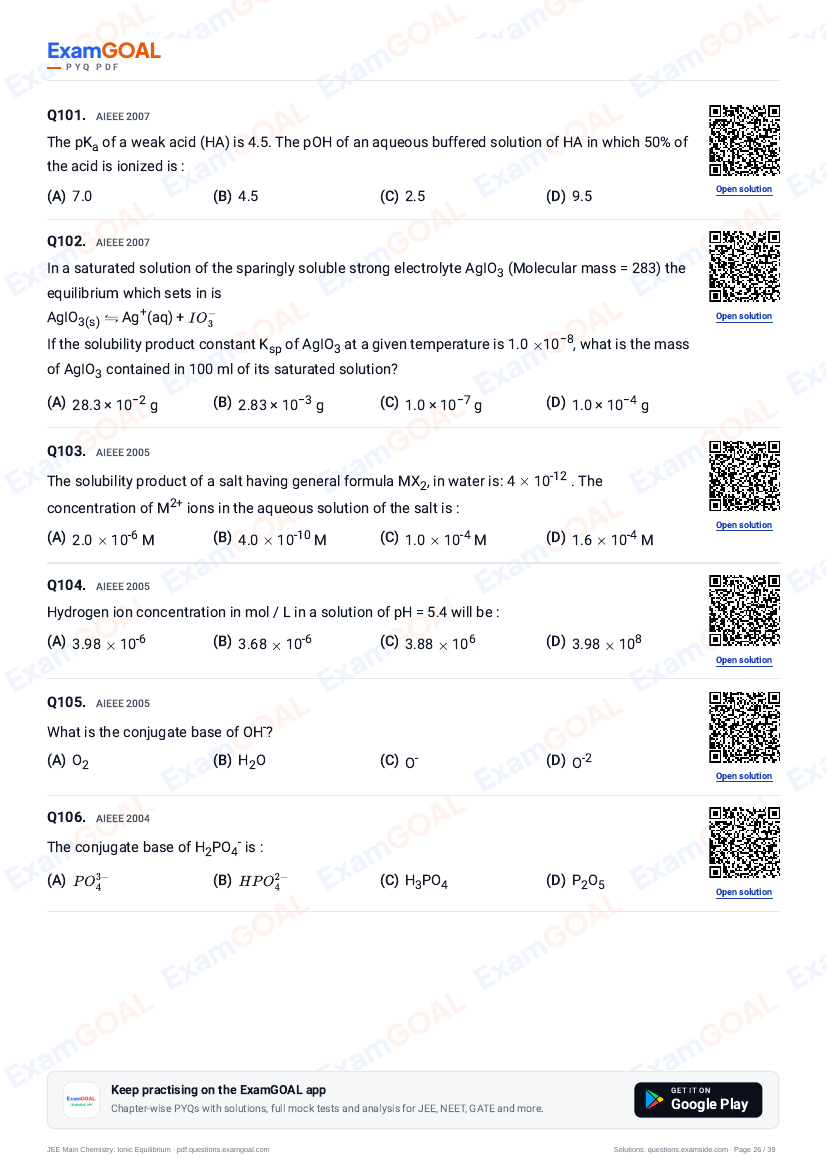 ExamGOAL
PYQ PDF
Q101. AIEEE 2007
The pKa of a weak acid (HA) is 4.5. The pOH of an aqueous buffered solution of HA in which 50% of
the acid is ionized is :
(A) 7.0 (B) 4.5 (C) 2.5 (D) 9.5
Open solution
Q102. AIEEE 2007
In a saturated solution of the sparingly soluble strong electrolyte AgIO₃ (Molecular mass = 283) the
equilibrium which sets in is
AgIO₃₍ₛ₎ ⇋ Ag⁺(aq) + IO₃⁻
If the solubility product constant Ksp of AgIO₃ at a given temperature is 1.0 ×10⁻⁸, what is the mass
of AgIO₃ contained in 100 ml of its saturated solution?
(A) 28.3 × 10⁻² g (B) 2.83 × 10⁻³ g (C) 1.0 × 10⁻⁷ g (D) 1.0 × 10⁻⁴ g
Open solution
Q103. AIEEE 2005
The solubility product of a salt having general formula MX₂, in water is: 4 × 10⁻¹² . The
concentration of M²⁺ ions in the aqueous solution of the salt is :
(A) 2.0 × 10⁻⁶ M (B) 4.0 × 10⁻¹⁰ M (C) 1.0 × 10⁻⁴ M (D) 1.6 × 10⁻⁴ M
Open solution
Q104. AIEEE 2005
Hydrogen ion concentration in mol / L in a solution of pH = 5.4 will be :
(A) 3.98 × 10⁻⁶ (B) 3.68 × 10⁻⁶ (C) 3.88 × 10⁶ (D) 3.98 × 10⁸
Open solution
Q105. AIEEE 2005
What is the conjugate base of OH⁻?
(A) O₂ (B) H₂O (C) O⁻ (D) O⁻²
Open solution
Q106. AIEEE 2004
The conjugate base of H₂PO₄⁻ is :
(A) PO₄³⁻ (B) HPO₄²⁻ (C) H₃PO₄ (D) P₂O₅
Open solution
ExamGOAL
Keep practising on the ExamGOAL app
Chapter-wise PYQs with solutions, full mock tests and analysis for JEE, NEET, GATE and more.
GET IT ON
Google Play
JEE Main Chemistry: Ionic Equilibrium · pdf.questions.examgoal.com
Solutions: questions.examside.com · Page 26 / 39